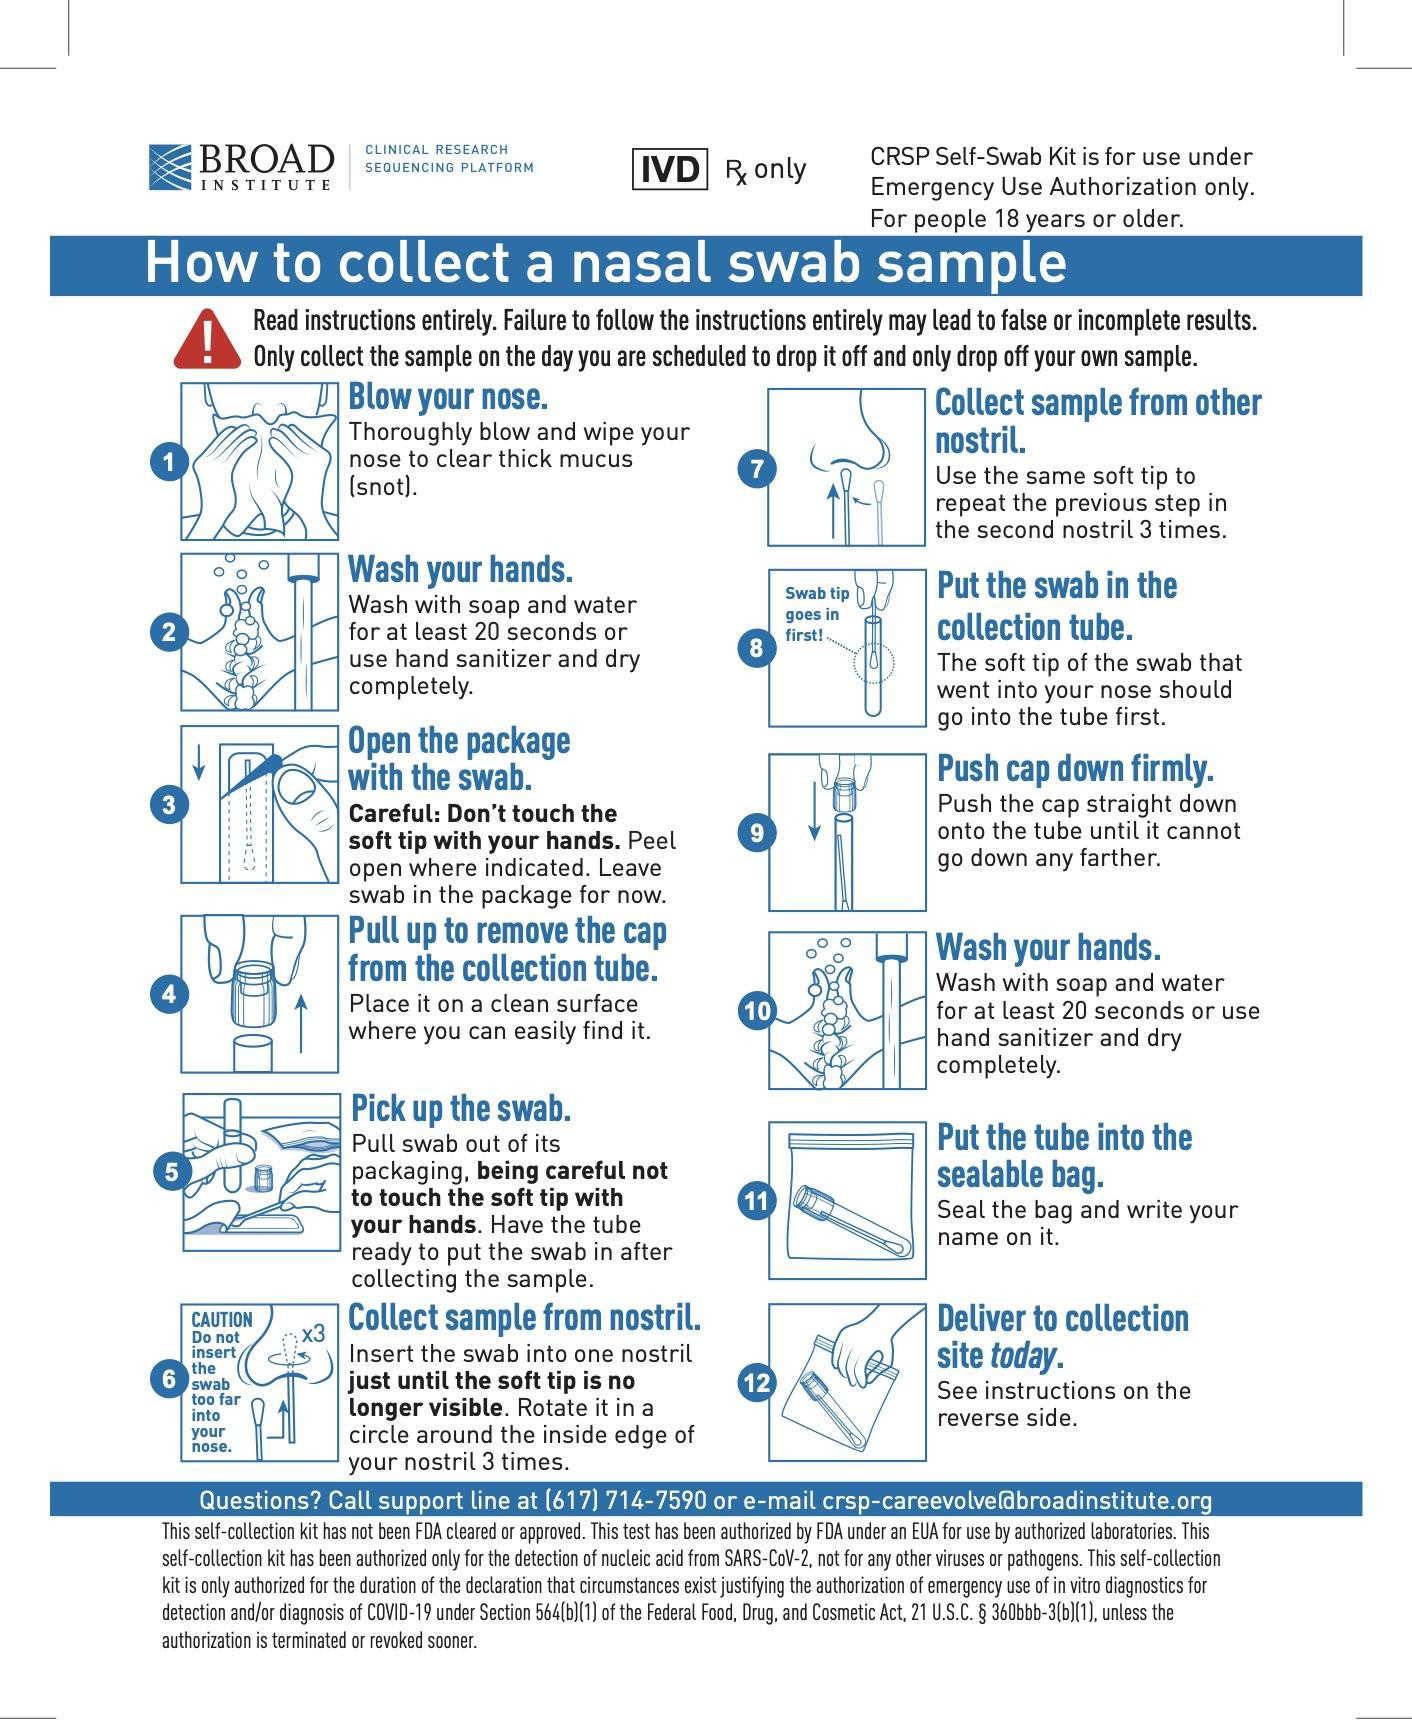 BROAD
INSTITUTE
CLINICAL RESEARCH
SEQUENCING PLATFORM
IVD
Rx only
CRSP Self-Swab Kit is for use under
Emergency Use Authorization only.
For people 18 years or older.
How to collect a nasal swab sample
!
Read instructions entirely. Failure to follow the instructions entirely may lead to false or incomplete results.
Only collect the sample on the day you are scheduled to drop it off and only drop off your own sample.
1
Blow your nose.
Thoroughly blow and wipe your
nose to clear thick mucus
(snot).
2
Wash your hands.
Wash with soap and water
for at least 20 seconds or
use hand sanitizer and dry
completely.
3
Open the package
with the swab.
Careful: Don't touch the
soft tip with your hands. Peel
open where indicated. Leave
swab in the package for now.
4
Pull up to remove the cap
from the collection tube.
Place it on a clean surface
where you can easily find it.
5
Pick up the swab.
Pull swab out of its
packaging, being careful not
to touch the soft tip with
your hands. Have the tube
ready to put the swab in after
collecting the sample.
6
CAUTION
Do not
insert
the
swab
too far
into
your
nose.
x3
Collect sample from nostril.
Insert the swab into one nostril
just until the soft tip is no
longer visible. Rotate it in a
circle around the inside edge of
your nostril 3 times.
7
Collect sample from other
nostril.
Use the same soft tip to
repeat the previous step in
the second nostril 3 times.
8
Swab tip
goes in
first!
Put the swab in the
collection tube.
The soft tip of the swab that
went into your nose should
go into the tube first.
9
Push cap down firmly.
Push the cap straight down
onto the tube until it cannot
go down any farther.
10
Wash your hands.
Wash with soap and water
for at least 20 seconds or use
hand sanitizer and dry
completely.
11
Put the tube into the
sealable bag.
Seal the bag and write your
name on it.
12
Deliver to collection
site today.
See instructions on the
reverse side.
Questions? Call support line at (617) 714-7590 or e-mail crsp-careevolve@broadinstitute.org
This self-collection kit has not been FDA cleared or approved. This test has been authorized by FDA under an EUA for use by authorized laboratories. This
self-collection kit has been authorized only for the detection of nucleic acid from SARS-CoV-2, not for any other viruses or pathogens. This self-collection
kit is only authorized for the duration of the declaration that circumstances exist justifying the authorization of emergency use of in vitro diagnostics for
detection and/or diagnosis of COVID-19 under Section 564(b)(1) of the Federal Food, Drug, and Cosmetic Act, 21 U.S.C. § 360bbb-3(b)(1), unless the
authorization is terminated or revoked sooner.